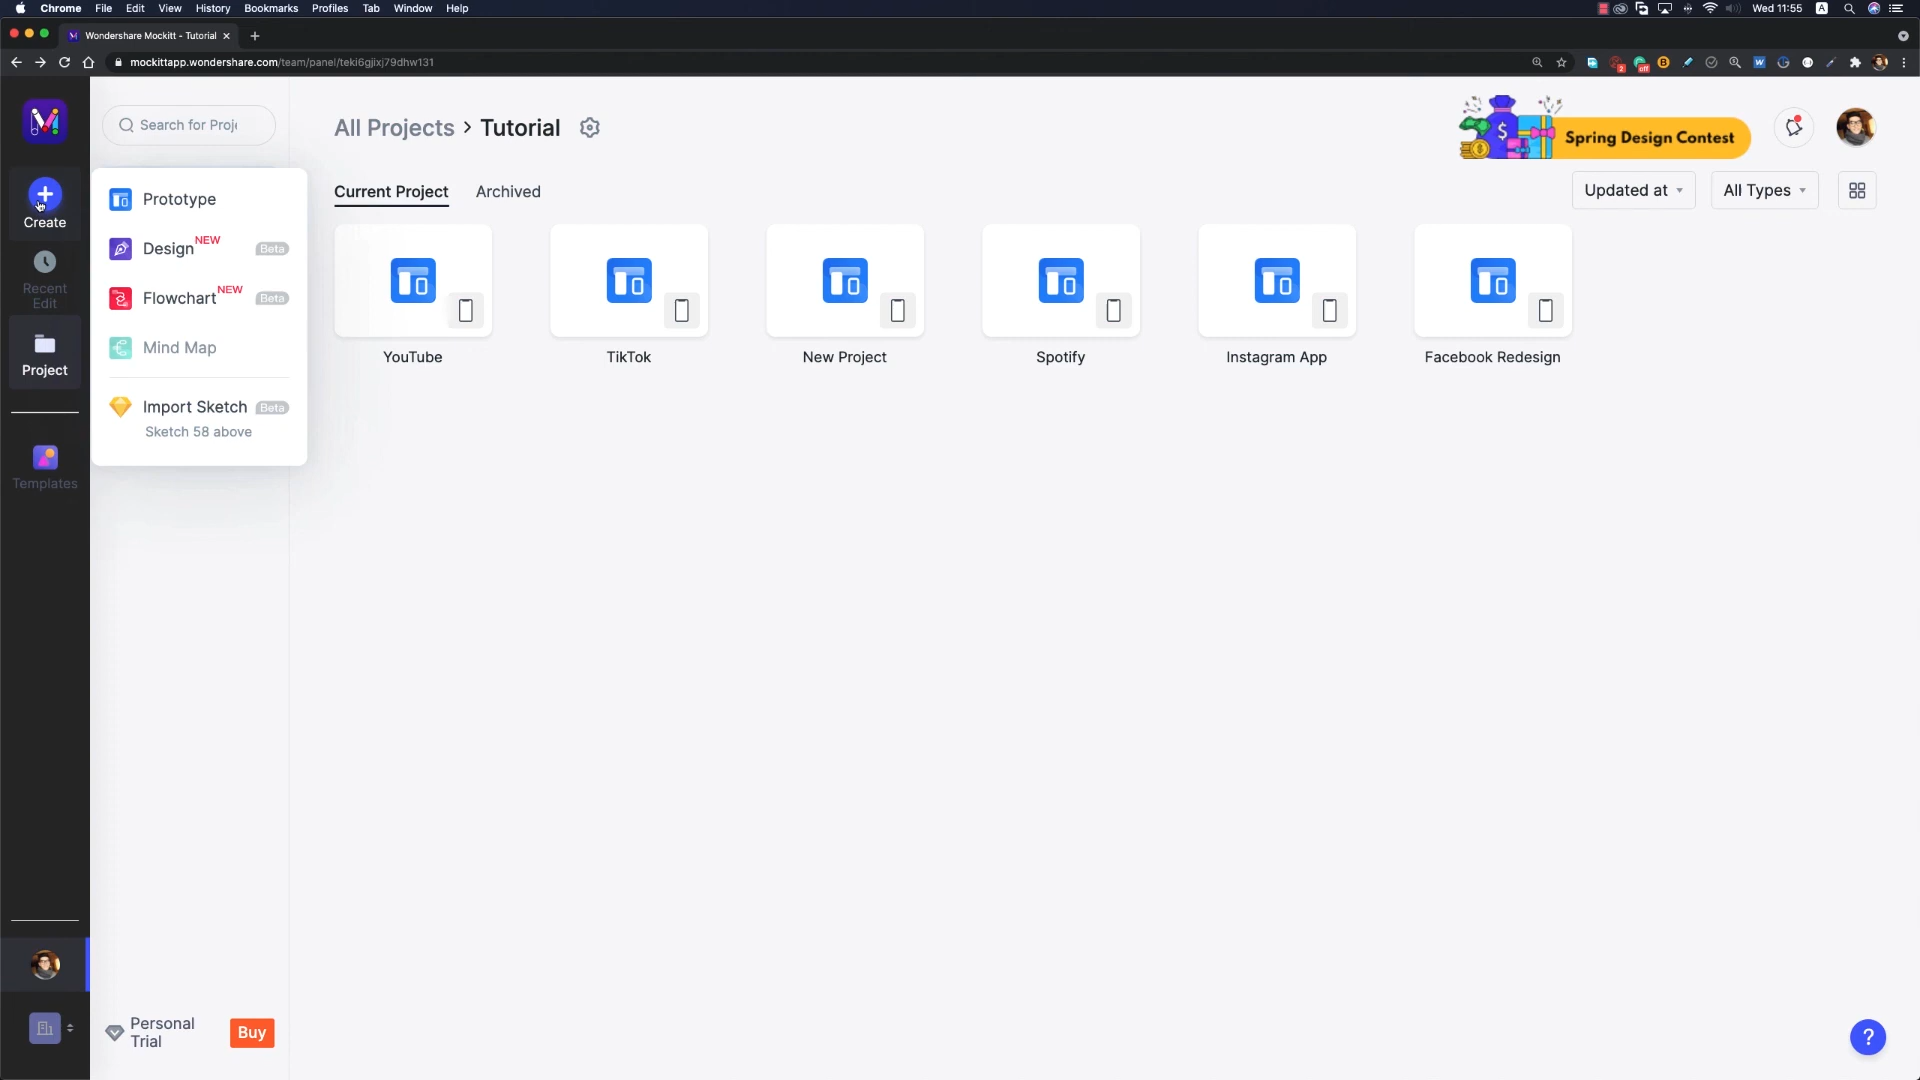 Chrome File Edit View History Bookmarks Profiles Tab Window Help
Wed 11:55
Wondershare Mockitt - Tutorial
mockittapp.wondershare.com/team/panel/teki6gjixj79dhw131
Search for Proje
All Projects > Tutorial
Spring Design Contest
Create
Recent
Edit
Project
Templates
Prototype
Design NEW Beta
Flowchart NEW Beta
Mind Map
Import Sketch Beta
Sketch 58 above
Current Project Archived
Updated at All Types
YouTube TikTok New Project Spotify Instagram App Facebook Redesign
Personal
Trial
Buy
?